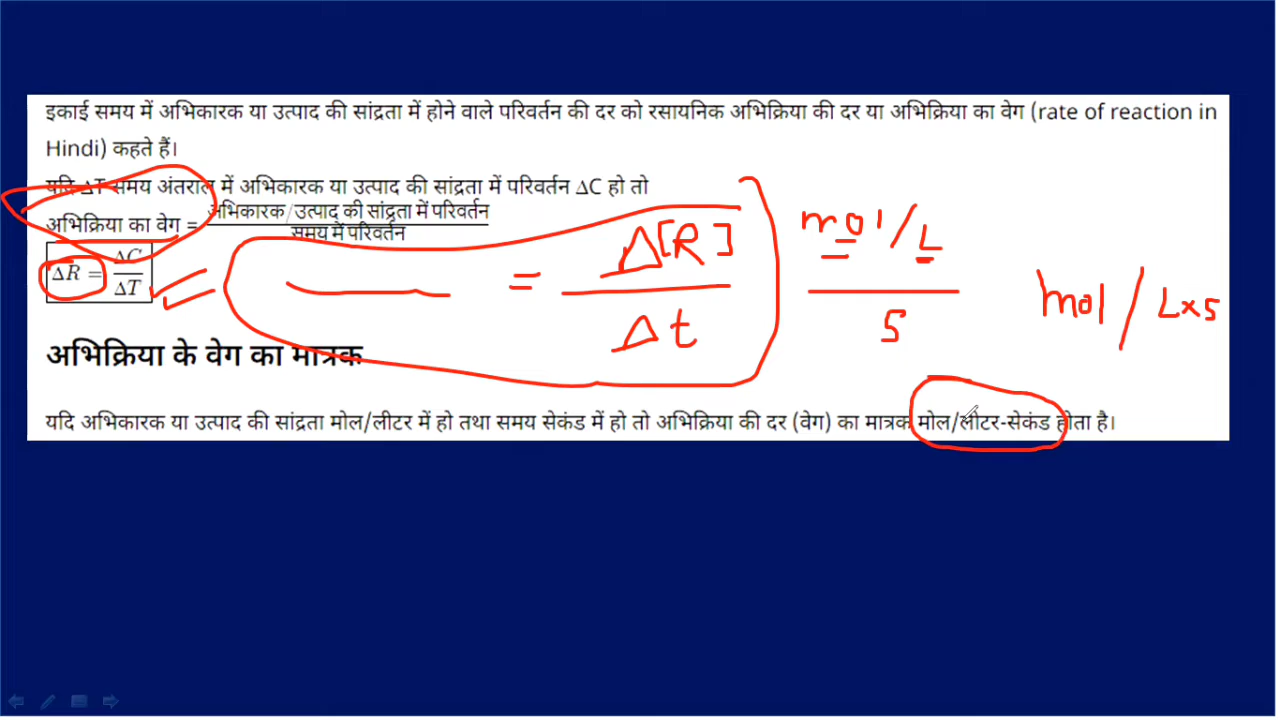 इकाई समय में अभिकारक या उत्पाद की सांद्रता में होने वाले परिवर्तन की दर को रसायनिक अभिक्रिया की दर या अभिक्रिया का वेग (rate of reaction in
Hindi) कहते हैं।
यदि ΔT समय अंतराल में अभिकारक या उत्पाद की सांद्रता में परिवर्तन ΔC हो तो
अभिक्रिया का वेग = अभिकारक/उत्पाद की सांद्रता में परिवर्तन
समय में परिवर्तन
ΔR = ΔC
ΔT
= Δ[R]
Δt
mol/L
s
mol/L×s
अभिक्रिया के वेग का मात्रक
यदि अभिकारक या उत्पाद की सांद्रता मोल/लीटर में हो तथा समय सेकंड में हो तो अभिक्रिया की दर (वेग) का मात्रक मोल/लीटर-सेकंड होता है।